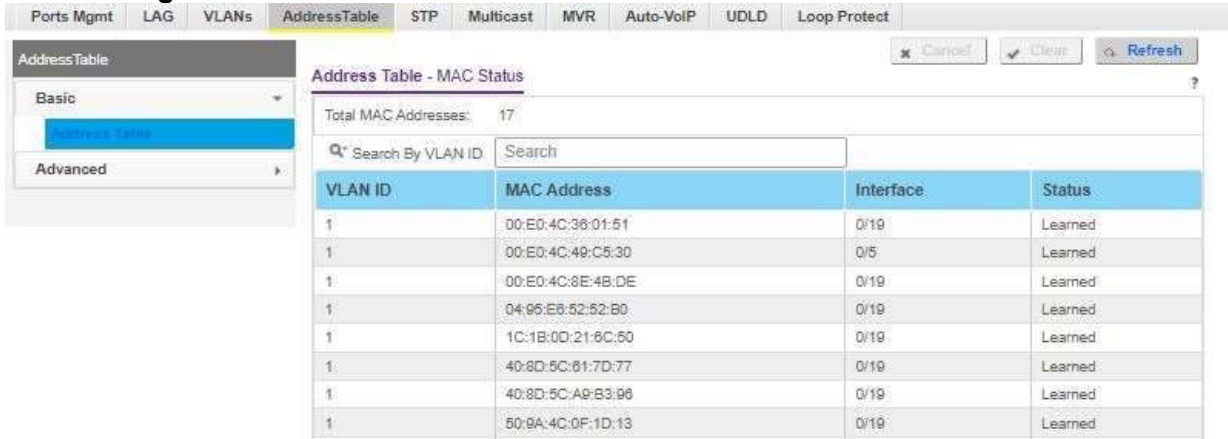 Ports Mgmt LAG VLANs AddressTable STP Multicast MVR Auto-VoIP UDLD Loop Protect
Cancel Clear Refresh
AddressTable
Address Table - MAC Status
?
Basic
Total MAC Addresses: 17
Address Table
Search By VLAN ID Search
Advanced
VLAN ID MAC Address Interface Status
1 00:E0:4C:36:01:51 0/19 Learned
1 00:E0:4C:49:C5:30 0/5 Learned
1 00:E0:4C:8E:4B:DE 0/19 Learned
1 04:95:E6:52:52:B0 0/19 Learned
1 1C:1B:0D:21:6C:50 0/19 Learned
1 40:8D:5C:61:7D:77 0/19 Learned
1 40:8D:5C:A9:B3:96 0/19 Learned
1 50:9A:4C:0F:1D:13 0/19 Learned